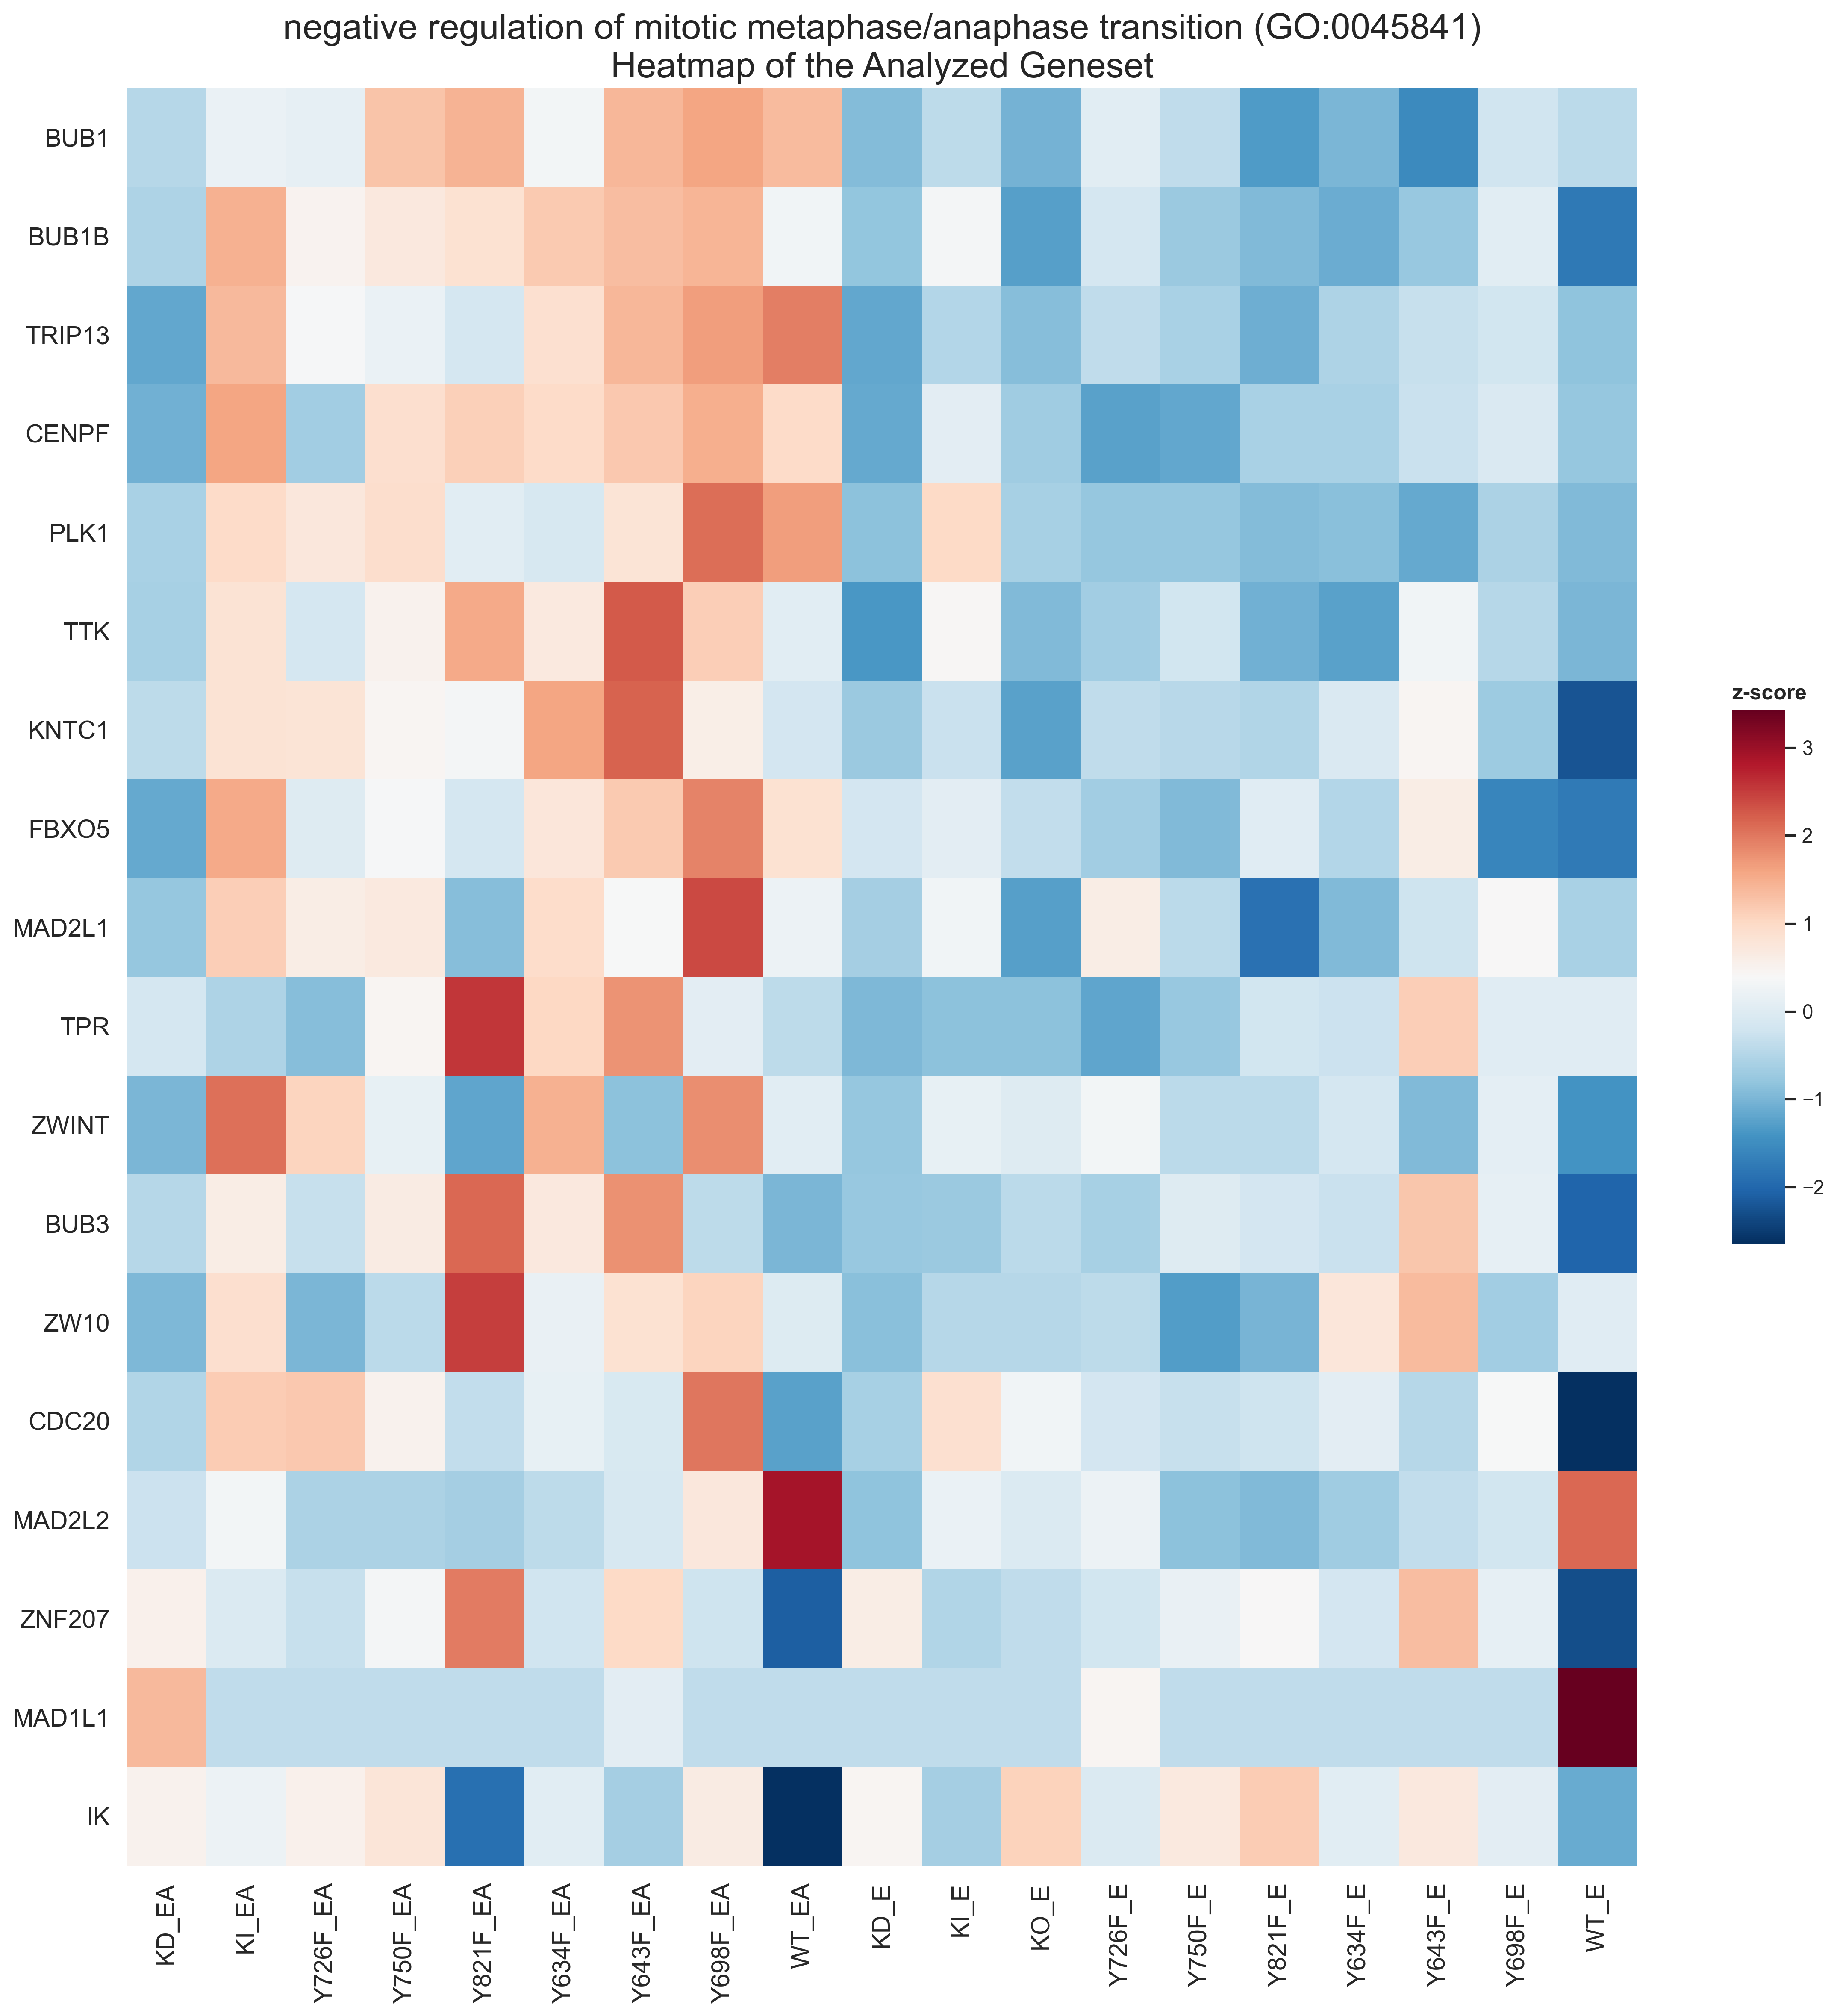 negative regulation of mitotic metaphase/anaphase transition (GO:0045841)
Heatmap of the Analyzed Geneset
BUB1
BUB1B
TRIP13
CENPF
PLK1
TTK
KNTC1
FBXO5
MAD2L1
TPR
ZWINT
BUB3
ZW10
CDC20
MAD2L2
ZNF207
MAD1L1
IK
KD_EA
KI_EA
Y726F_EA
Y750F_EA
Y821F_EA
Y634F_EA
Y643F_EA
Y698F_EA
WT_EA
KD_E
KI_E
KO_E
Y726F_E
Y750F_E
Y821F_E
Y634F_E
Y643F_E
Y698F_E
WT_E
z-score
3
2
1
0
−1
−2